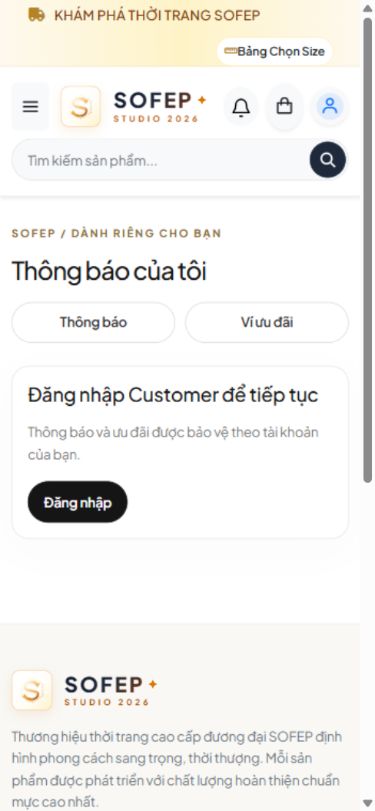 KHÁM PHÁ THỜI TRANG SOFEP
Bảng Chọn Size
SOFEP
STUDIO 2026
Tìm kiếm sản phẩm...
SOFEP / DÀNH RIÊNG CHO BẠN
Thông báo của tôi
Thông báo
Ví ưu đãi
Đăng nhập Customer để tiếp tục
Thông báo và ưu đãi được bảo vệ theo tài khoản
của bạn.
Đăng nhập
SOFEP
STUDIO 2026
Thương hiệu thời trang cao cấp đương đại SOFEP định
hình phong cách sang trọng, thời thượng. Mỗi sản
phẩm được phát triển với chất lượng hoàn thiện chuẩn
mực cao nhất.